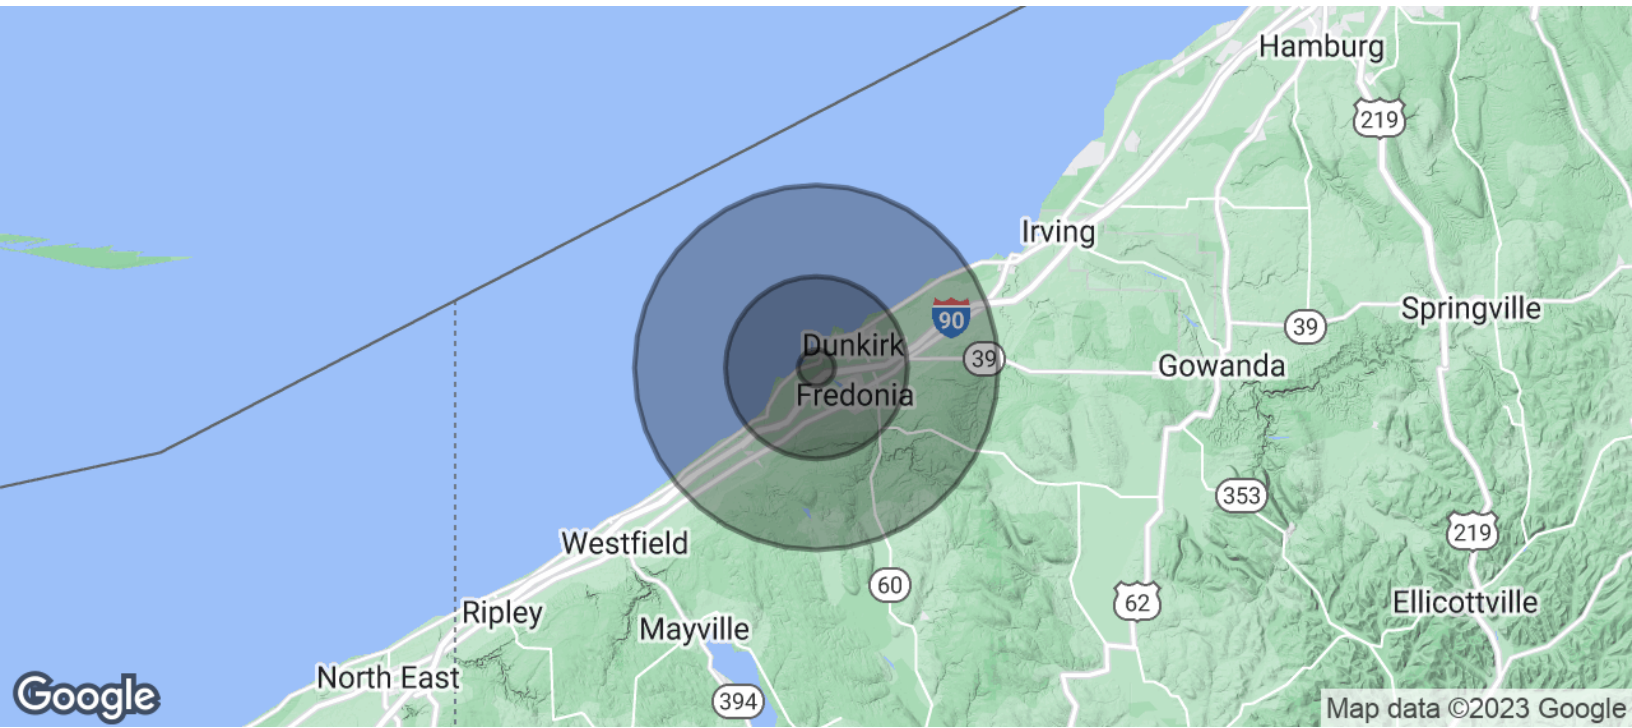 Hamburg
219
Irving
90
Springville
39
Dunkirk
39
Gowanda
Fredonia
353
219
Westfield
60
62
Ellicottville
Ripley
Mayville
North East
394
Google
Map data ©2023 Google